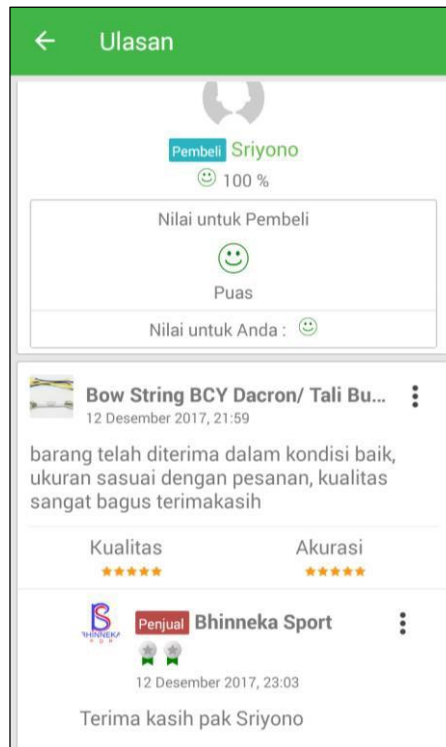 Ulasan
Pembeli Sriyono
100 %
Nilai untuk Pembeli
Puas
Nilai untuk Anda :
Bow String BCY Dacron/ Tali Bu...
12 Desember 2017, 21:59
barang telah diterima dalam kondisi baik,
ukuran sasuai dengan pesanan, kualitas
sangat bagus terimakasih
Kualitas Akurasi
Penjual Bhinneka Sport
12 Desember 2017, 23:03
Terima kasih pak Sriyono